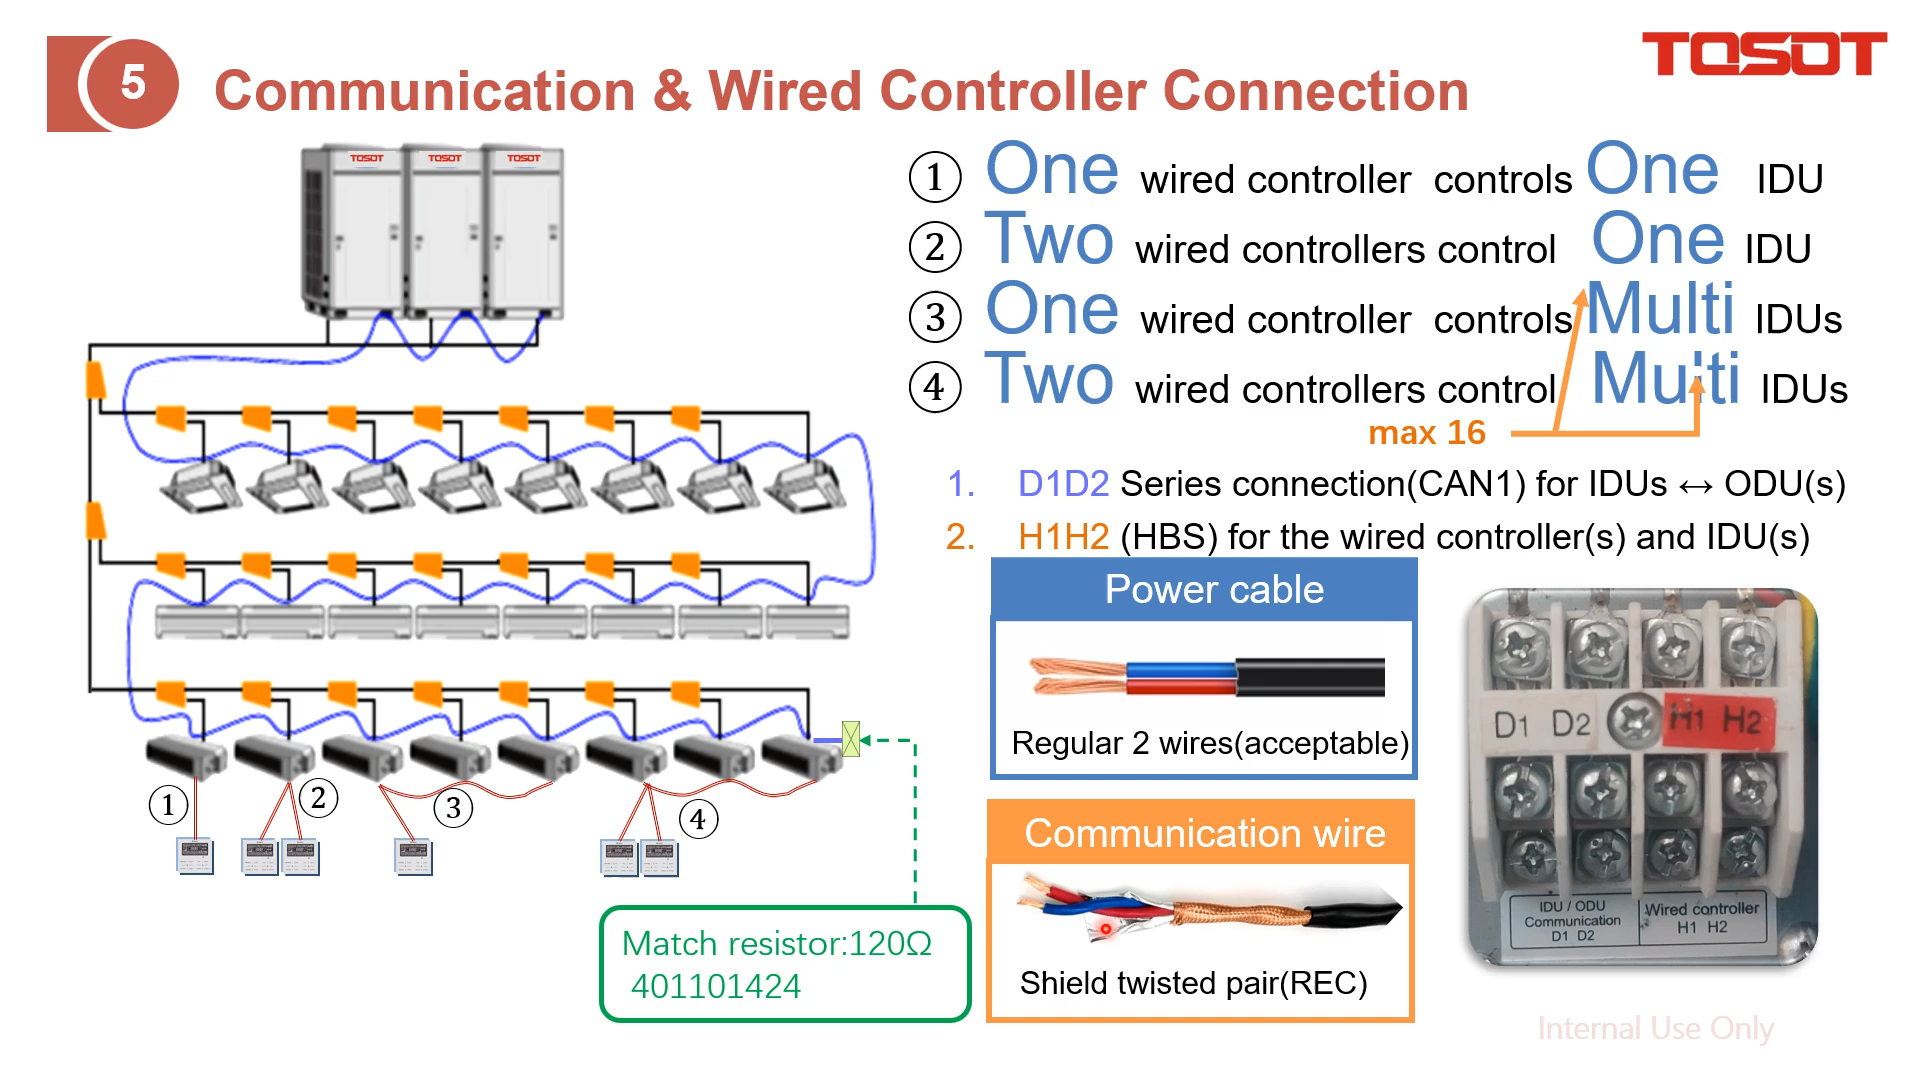 5
Communication & Wired Controller Connection
TOSOT
TOSOT TOSOT TOSOT
① One wired controller controls One IDU
② Two wired controllers control One IDU
③ One wired controller controls Multi IDUs
④ Two wired controllers control Multi IDUs
max 16
1. D1D2 Series connection(CAN1) for IDUs ↔ ODU(s)
2. H1H2 (HBS) for the wired controller(s) and IDU(s)
Power cable
Regular 2 wires(acceptable)
Communication wire
Shield twisted pair(REC)
D1 D2 H1 H2
IDU / ODU
Communication
D1 D2
Wired controller
H1 H2
① ② ③ ④
Match resistor:120Ω
401101424
Internal Use Only